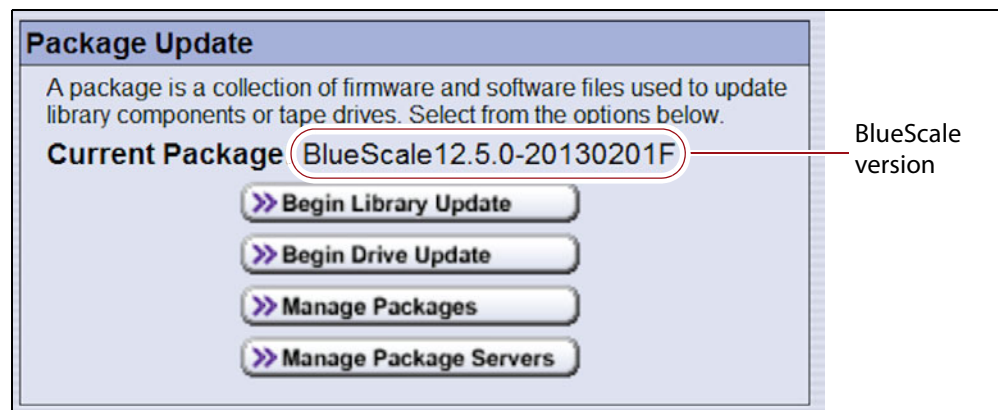 Package Update
A package is a collection of firmware and software files used to update
library components or tape drives. Select from the options below.
Current Package BlueScale12.5.0-20130201F
BlueScale
version
Begin Library Update
Begin Drive Update
Manage Packages
Manage Package Servers